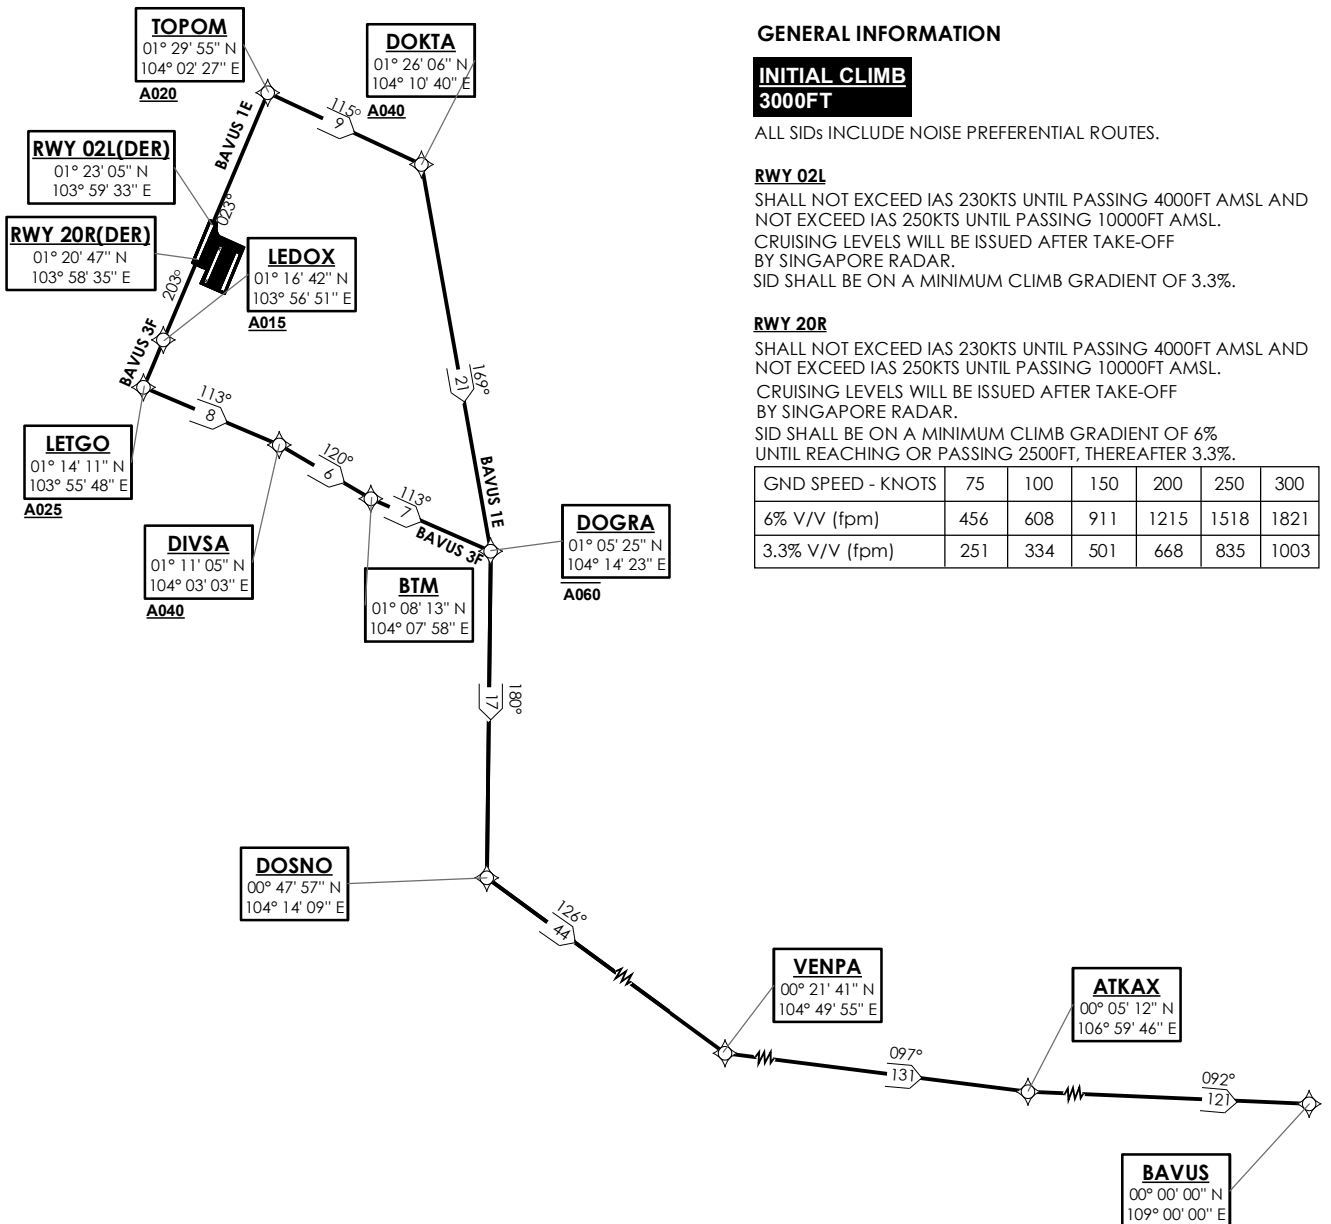 TOPOM
01° 29' 55" N
104° 02' 27" E
A020
DOKTA
01° 26' 06" N
104° 10' 40" E
A040
115°
9
BAVUS 1E
RWY 02L(DER)
01° 23' 05" N
103° 59' 33" E
023°
RWY 20R(DER)
01° 20' 47" N
103° 58' 35" E
203°
LEDOX
01° 16' 42" N
103° 56' 51" E
A015
BAVUS 3F
113°
8
LETGO
01° 14' 11" N
103° 55' 48" E
A025
120°
6
169°
21
BAVUS 1E
113°
7
BAVUS 3F
DIVSA
01° 11' 05" N
104° 03' 03" E
A040
BTM
01° 08' 13" N
104° 07' 58" E
DOGRA
01° 05' 25" N
104° 14' 23" E
A060
180°
17
DOSNO
00° 47' 57" N
104° 14' 09" E
126°
44
VENPA
00° 21' 41" N
104° 49' 55" E
097°
131
ATKAX
00° 05' 12" N
106° 59' 46" E
092°
121
BAVUS
00° 00' 00" N
109° 00' 00" E
GENERAL INFORMATION
INITIAL CLIMB
3000FT
ALL SIDs INCLUDE NOISE PREFERENTIAL ROUTES.
RWY 02L
SHALL NOT EXCEED IAS 230KTS UNTIL PASSING 4000FT AMSL AND
NOT EXCEED IAS 250KTS UNTIL PASSING 10000FT AMSL.
CRUISING LEVELS WILL BE ISSUED AFTER TAKE-OFF
BY SINGAPORE RADAR.
SID SHALL BE ON A MINIMUM CLIMB GRADIENT OF 3.3%.
RWY 20R
SHALL NOT EXCEED IAS 230KTS UNTIL PASSING 4000FT AMSL AND
NOT EXCEED IAS 250KTS UNTIL PASSING 10000FT AMSL.
CRUISING LEVELS WILL BE ISSUED AFTER TAKE-OFF
BY SINGAPORE RADAR.
SID SHALL BE ON A MINIMUM CLIMB GRADIENT OF 6%
UNTIL REACHING OR PASSING 2500FT, THEREAFTER 3.3%.
GND SPEED - KNOTS 75 100 150 200 250 300
6% V/V (fpm) 456 608 911 1215 1518 1821
3.3% V/V (fpm) 251 334 501 668 835 1003